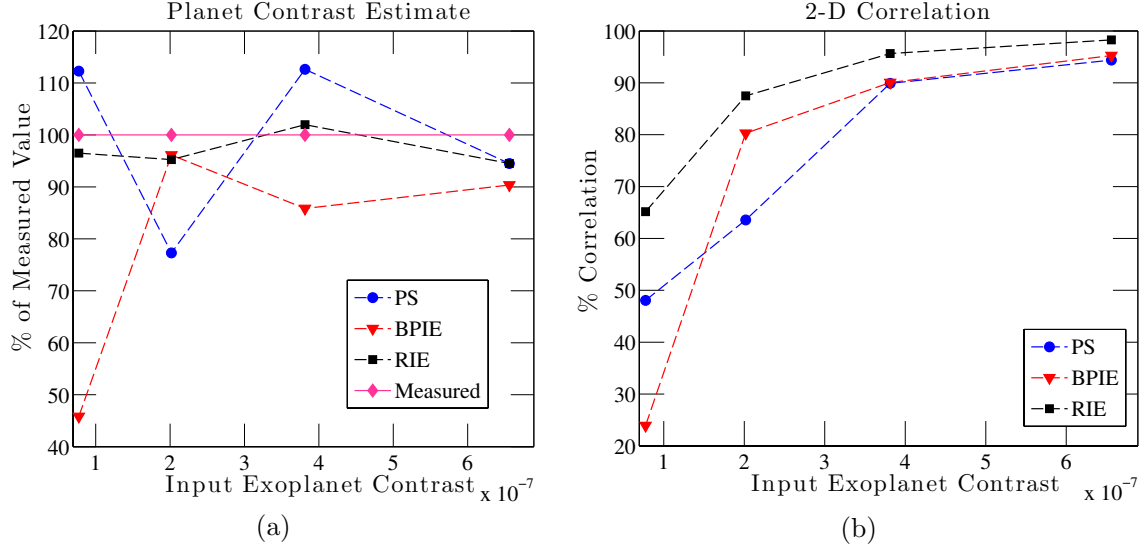 Planet Contrast Estimate
120
110
100
90
80
70
60
50
40
% of Measured Value
PS
BPIE
RIE
Measured
1 2 3 4 5 6
Input Exoplanet Contrast x 10⁻⁷
(a)
2-D Correlation
100
90
80
70
60
50
40
30
20
% Correlation
PS
BPIE
RIE
1 2 3 4 5 6
Input Exoplanet Contrast x 10⁻⁷
(b)